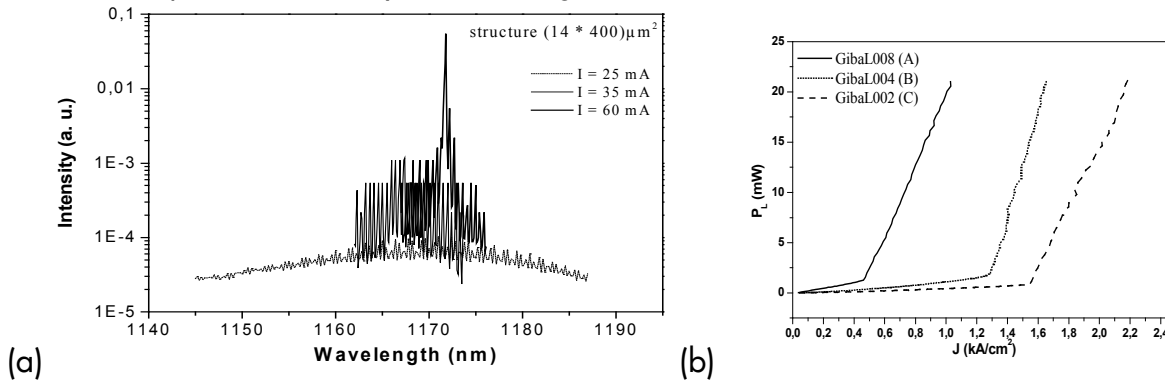 structure (14 * 400)µm²
I = 25 mA
I = 35 mA
I = 60 mA
Intensity (a. u.)
0,1
0,01
1E-3
1E-4
1E-5
1140 1150 1160 1170 1180 1190
Wavelength (nm)
(a)
GibaL008 (A)
GibaL004 (B)
GibaL002 (C)
P_L (mW)
25
20
15
10
5
0
0,0 0,2 0,4 0,6 0,8 1,0 1,2 1,4 1,6 1,8 2,0 2,2 2,4
J (kA/cm²)
(b)